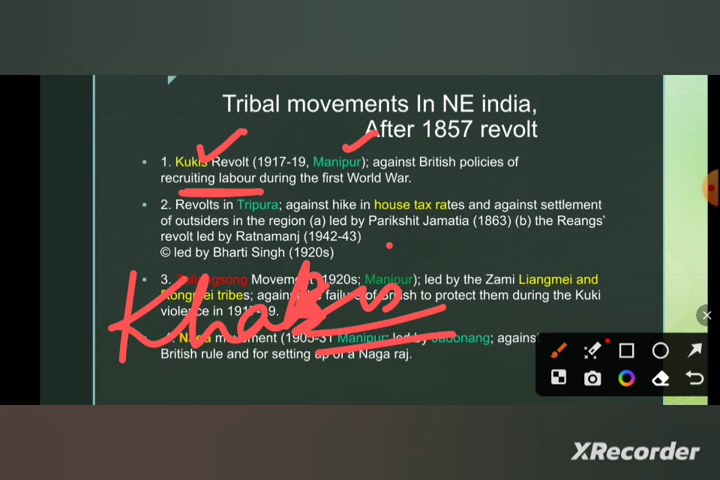 Tribal movements In NE india,
After 1857 revolt
1. Kukis Revolt (1917-19, Manipur); against British policies of
recruiting labour during the first World War.
2. Revolts in Tripura; against hike in house tax rates and against settlement
of outsiders in the region (a) led by Parikshit Jamatia (1863) (b) the Reangs'
revolt led by Ratnamanj (1942-43)
© led by Bharti Singh (1920s)
3. Movement (1920s; Manipur); led by the Zami Liangmei and
Rongmei tribes; against failure of British to protect them during the Kuki
violence in
4. Naga movement (1905-31 Manipur; led by Jadonang; against
British rule and for setting up of a Naga raj.
XRecorder